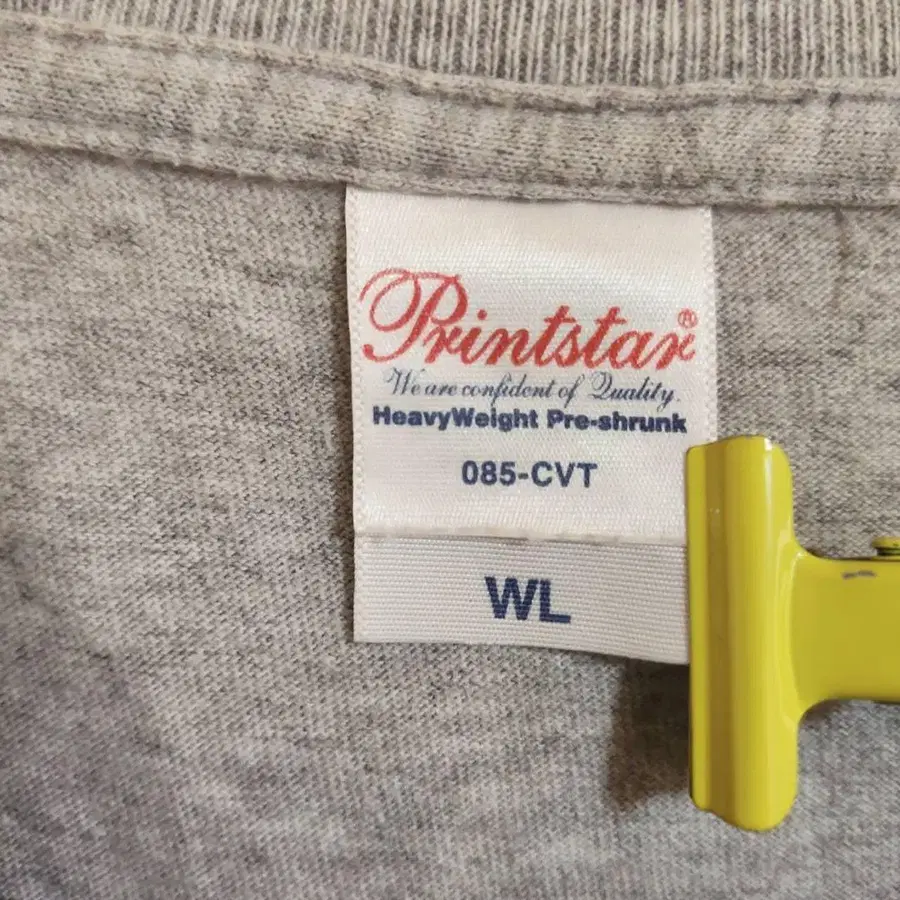 Printstar®
We are confident of Quality.
HeavyWeight Pre-shrunk
085-CVT
WL